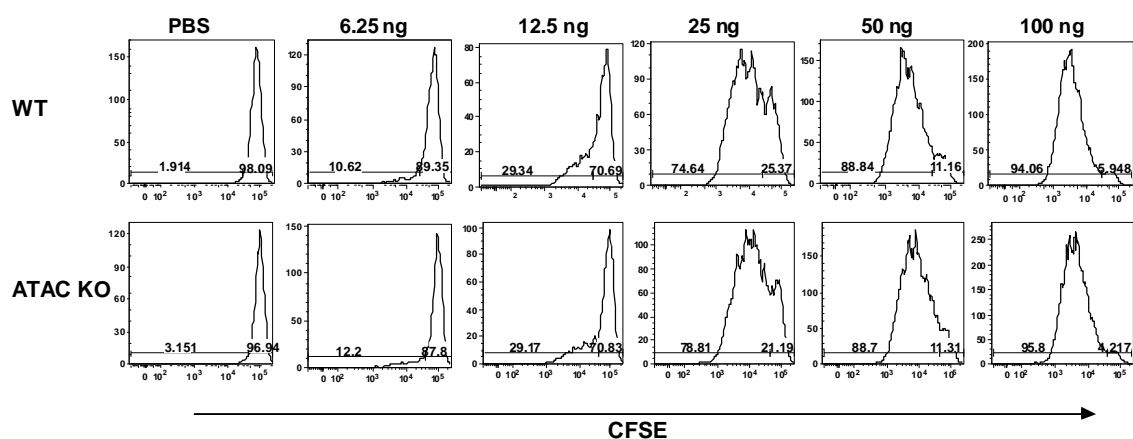 PBS 6.25 ng 12.5 ng 25 ng 50 ng 100 ng
WT
150 100 50 0
1.914 98.09
0 10² 10³ 10⁴ 10⁵
120 90 60 30 0
10.62 89.35
0 10² 10³ 10⁴ 10⁵
80 60 40 20 0
29.34 70.69
2 3 4 5
120 90 60 30 0
74.64 25.37
2 3 4 5
150 100 50 0
88.84 11.16
0 10² 10³ 10⁴ 10⁵
200 150 100 50 0
94.06 5.948
0 10² 10³ 10⁴ 10⁵
ATAC KO
120 90 60 30 0
3.151 96.94
0 10² 10³ 10⁴ 10⁵
150 100 50 0
12.2 87.8
0 10² 10³ 10⁴ 10⁵
100 80 60 40 20 0
29.17 70.83
0 10² 10³ 10⁴ 10⁵
100 80 60 40 20 0
78.81 21.19
0 10² 10³ 10⁴ 10⁵
150 100 50 0
88.7 11.31
0 10² 10³ 10⁴ 10⁵
250 200 150 100 50 0
95.8 4.217
0 10² 10³ 10⁴ 10⁵
CFSE